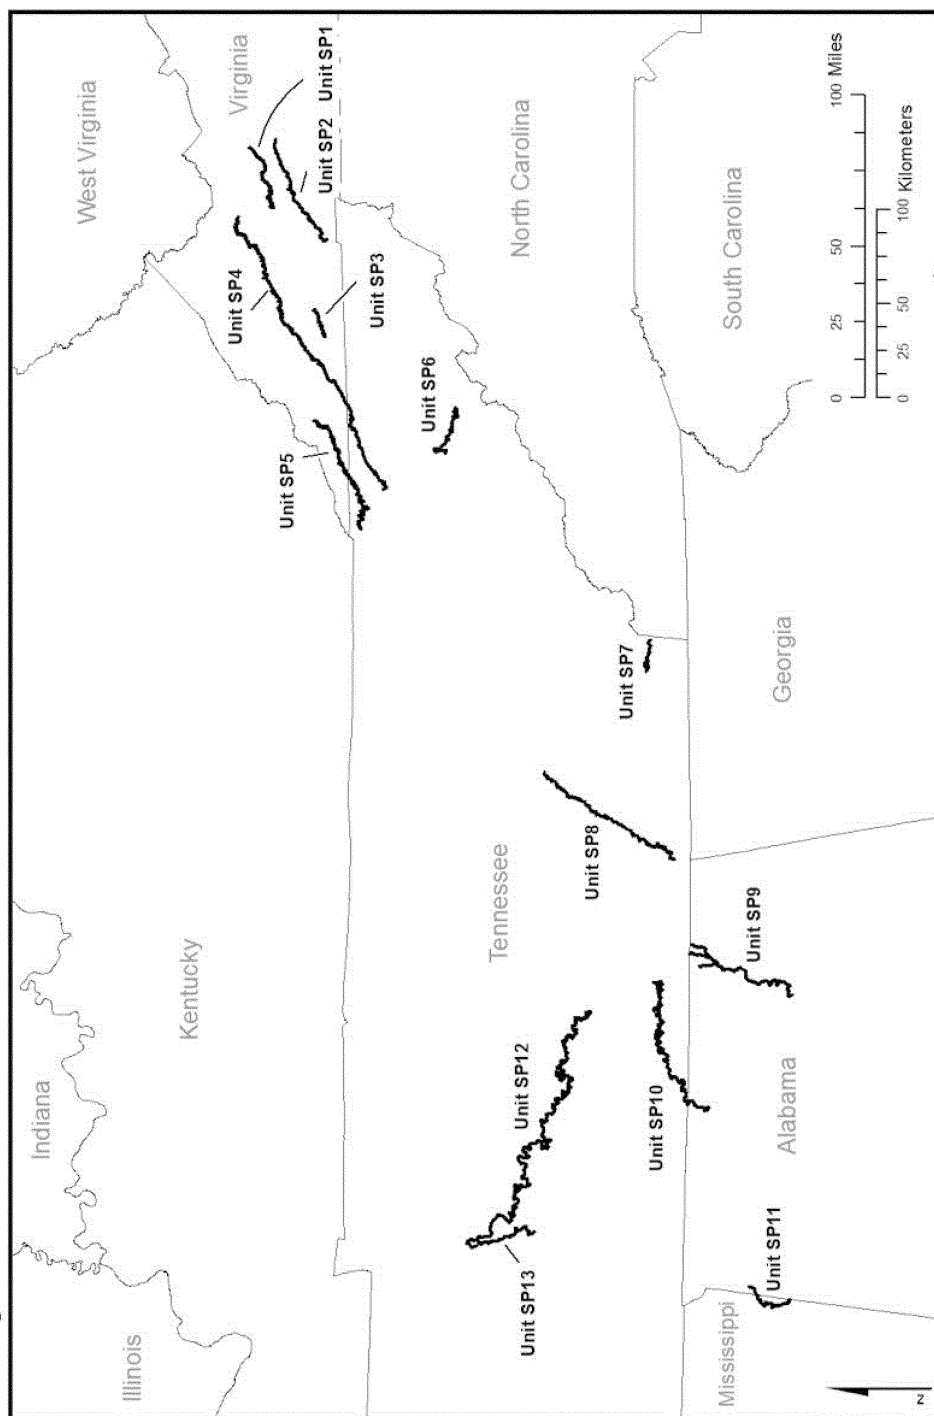 Indiana
Illinois
Kentucky
West Virginia
Virginia
Unit SP1
Unit SP2
Unit SP4
Unit SP3
Unit SP5
Unit SP6
North Carolina
Tennessee
Unit SP12
Unit SP13
Unit SP8
Unit SP7
Unit SP10
Unit SP9
Unit SP11
Mississippi
Alabama
Georgia
South Carolina
0 25 50 100 Miles
0 25 50 100 Kilometers
N